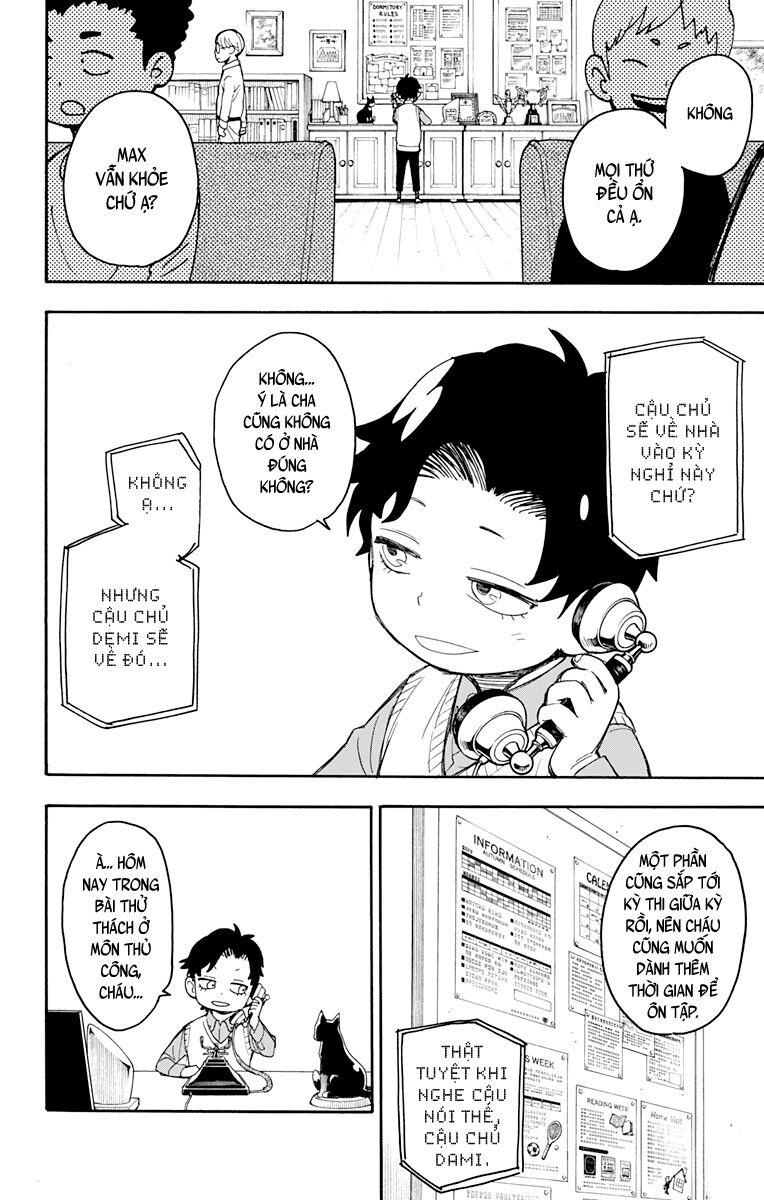 DORMITORY
RULES
KHÔNG
MỌI THỨ
ĐỀU ỔN
CẢ Ạ.
MAX
VẪN KHỎE
CHỨ Ạ?
CẬU CHỦ
SẼ VỀ NHÀ
VÀO KỲ
NGHỈ NÀY
CHỨ?
KHÔNG...
Ý LÀ CHA
CŨNG KHÔNG
CÓ Ở NHÀ
ĐÚNG
KHÔNG?
KHÔNG
Ạ...
NHƯNG
CẬU CHỦ
DEMI SẼ
VỀ ĐÓ...
MỘT PHẦN
CŨNG SẮP TỚI
KỲ THI GIỮA KỲ
RỒI, NÊN CHÁU
CŨNG MUỐN
DÀNH THÊM
THỜI GIAN ĐỂ
ÔN TẬP.
INFORMATION
AUTUMN SCHEDULE
WEEK
READING WEEK
Home Visit
THẬT
TUYỆT KHI
NGHE CẬU
NÓI THẾ,
CẬU CHỦ
DAMI.
À... HÔM
NAY TRONG
BÀI THỬ
THÁCH Ở
MÔN THỦ
CÔNG,
CHÁU...